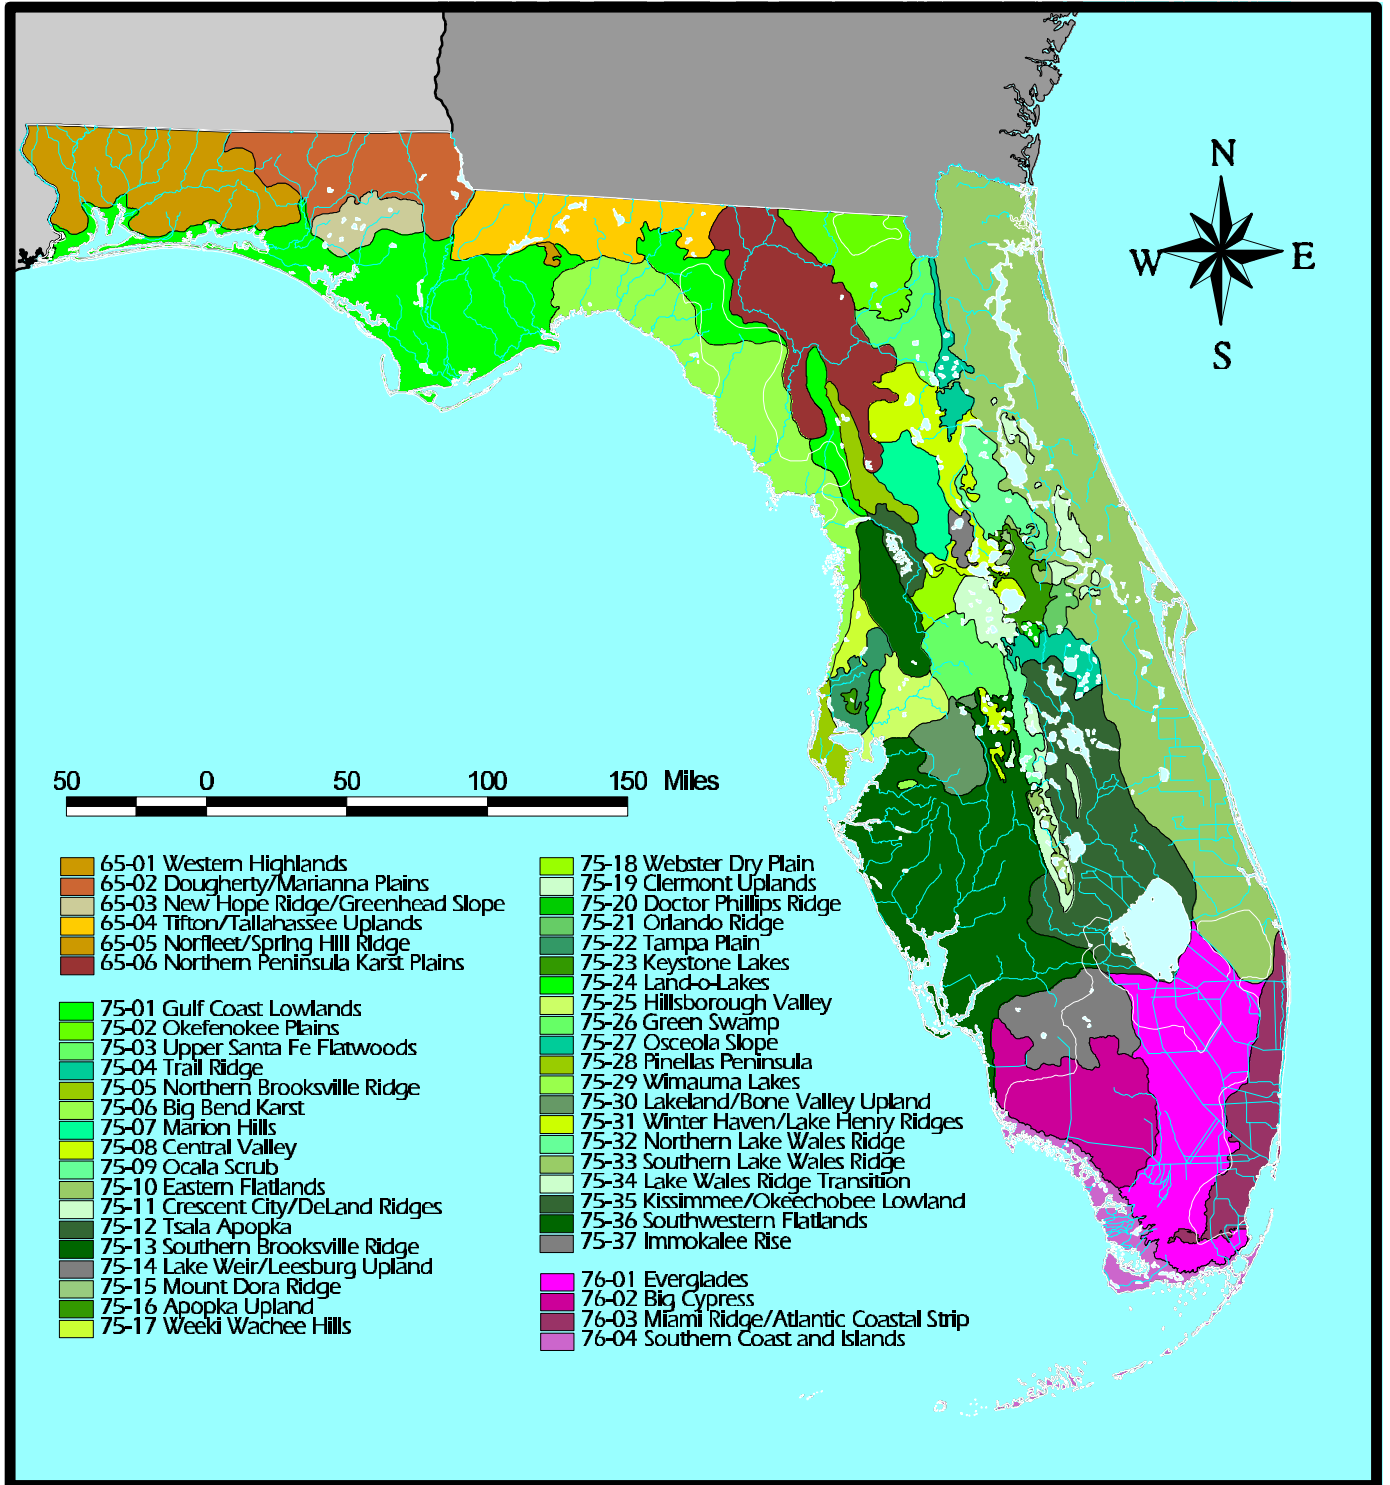 N
W E
S
50 0 50 100 150 Miles
65-01 Western Highlands
65-02 Dougherty/Marianna Plains
65-03 New Hope Ridge/Greenhead Slope
65-04 Tifton/Tallahassee Uplands
65-05 Norfleet/Spring Hill Ridge
65-06 Northern Peninsula Karst Plains
75-01 Gulf Coast Lowlands
75-02 Okefenokee Plains
75-03 Upper Santa Fe Flatwoods
75-04 Trail Ridge
75-05 Northern Brooksville Ridge
75-06 Big Bend Karst
75-07 Marion Hills
75-08 Central Valley
75-09 Ocala Scrub
75-10 Eastern Flatlands
75-11 Crescent City/DeLand Ridges
75-12 Tsala Apopka
75-13 Southern Brooksville Ridge
75-14 Lake Weir/Leesburg Upland
75-15 Mount Dora Ridge
75-16 Apopka Upland
75-17 Weeki Wachee Hills
75-18 Webster Dry Plain
75-19 Clermont Uplands
75-20 Doctor Phillips Ridge
75-21 Orlando Ridge
75-22 Tampa Plain
75-23 Keystone Lakes
75-24 Land-o-Lakes
75-25 Hillsborough Valley
75-26 Green Swamp
75-27 Osceola Slope
75-28 Pinellas Peninsula
75-29 Wimauma Lakes
75-30 Lakeland/Bone Valley Upland
75-31 Winter Haven/Lake Henry Ridges
75-32 Northern Lake Wales Ridge
75-33 Southern Lake Wales Ridge
75-34 Lake Wales Ridge Transition
75-35 Kissimmee/Okeechobee Lowland
75-36 Southwestern Flatlands
75-37 Immokalee Rise
76-01 Everglades
76-02 Big Cypress
76-03 Miami Ridge/Atlantic Coastal Strip
76-04 Southern Coast and Islands